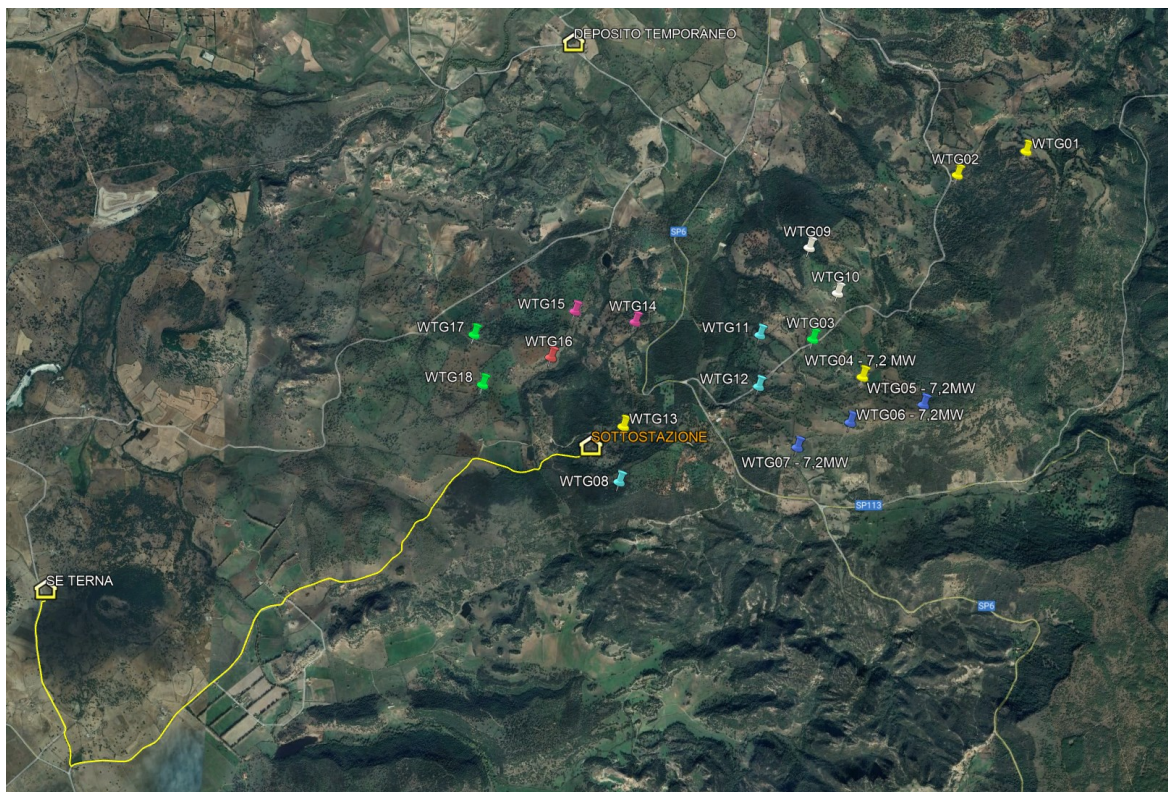 DEPOSITO TEMPORANEO
WTG01
WTG02
SP6
WTG09
WTG10
WTG15
WTG14
WTG17
WTG11
WTG03
WTG16
WTG04 - 7,2 MW
WTG18
WTG12
WTG05 - 7,2MW
WTG13
WTG06 - 7,2MW
SOTTOSTAZIONE
WTG07 - 7,2MW
WTG08
SP113
SE TERNA
SP6